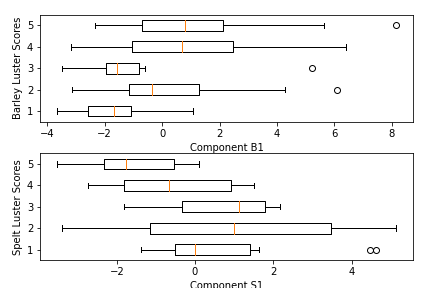 Barley Luster Scores
5
4
3
2
1
−4 −2 0 2 4 6 8
Component B1
Spelt Luster Scores
5
4
3
2
1
−2 0 2 4
Component S1